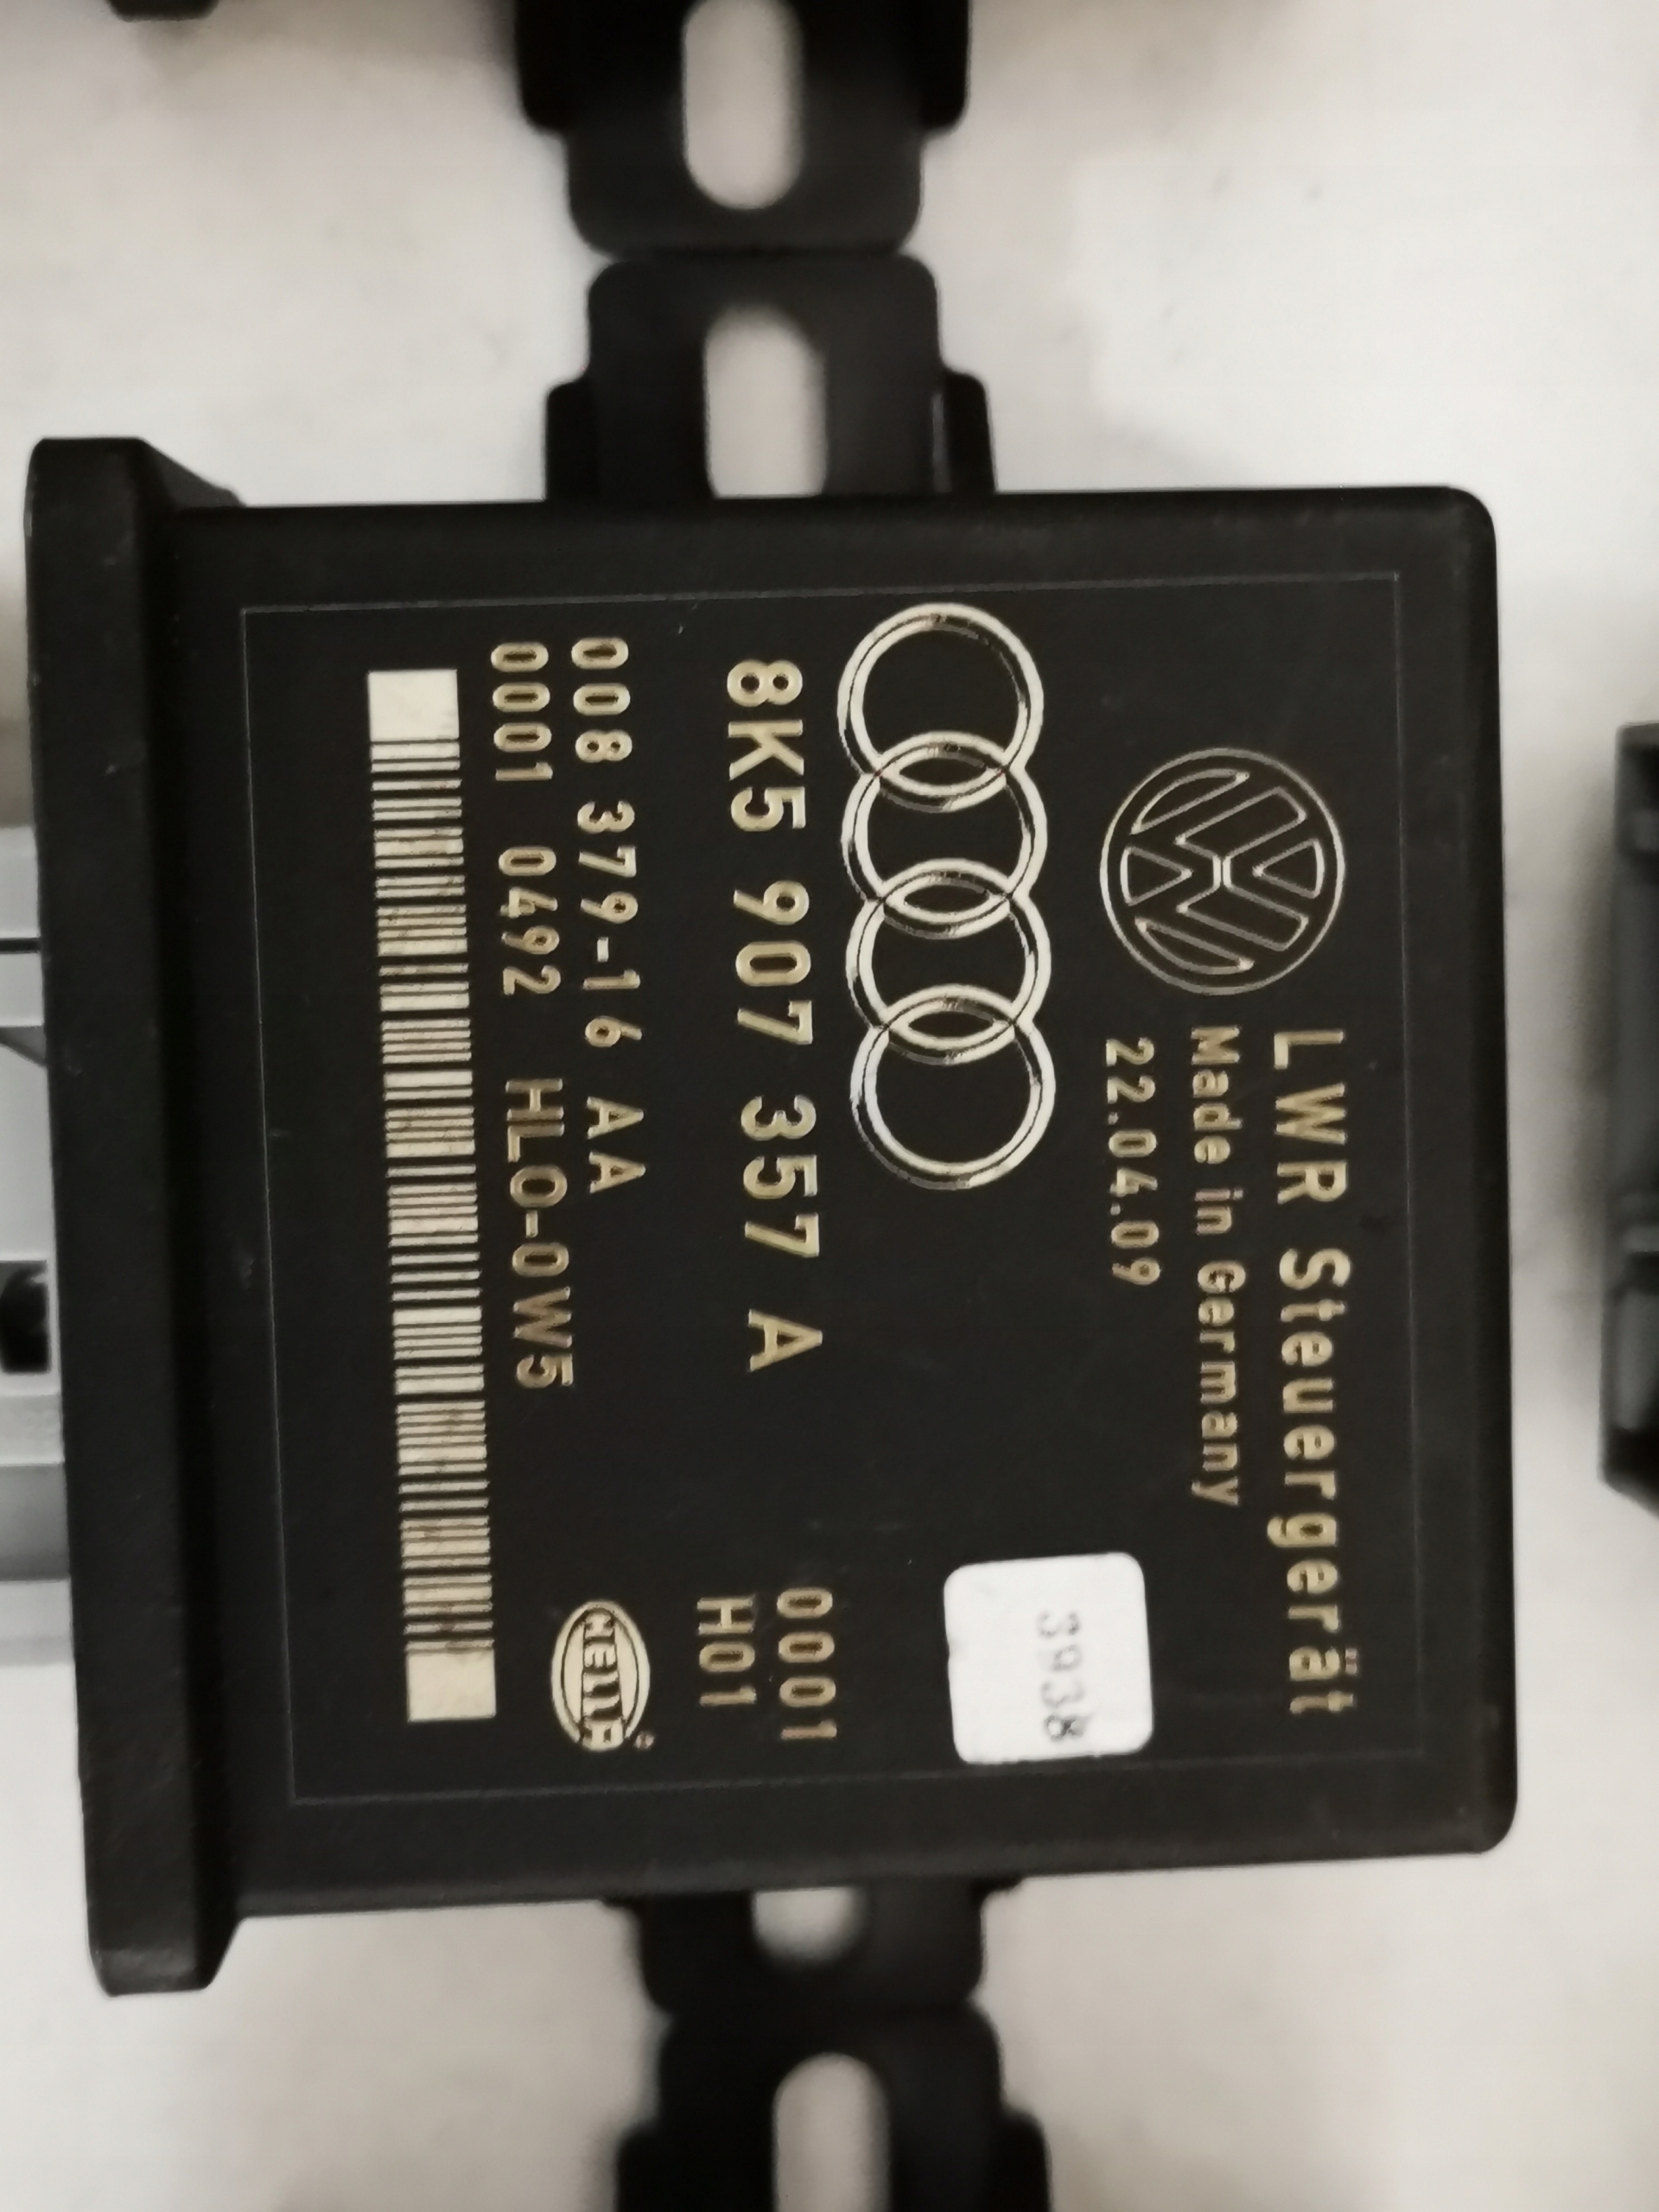 LWR Steuergerät
Made in Germany
22.04.09
3938
8K5 907 357 A
0001
H01
008 379-16 AA
0001 0492 HLO-0W5
HELLA